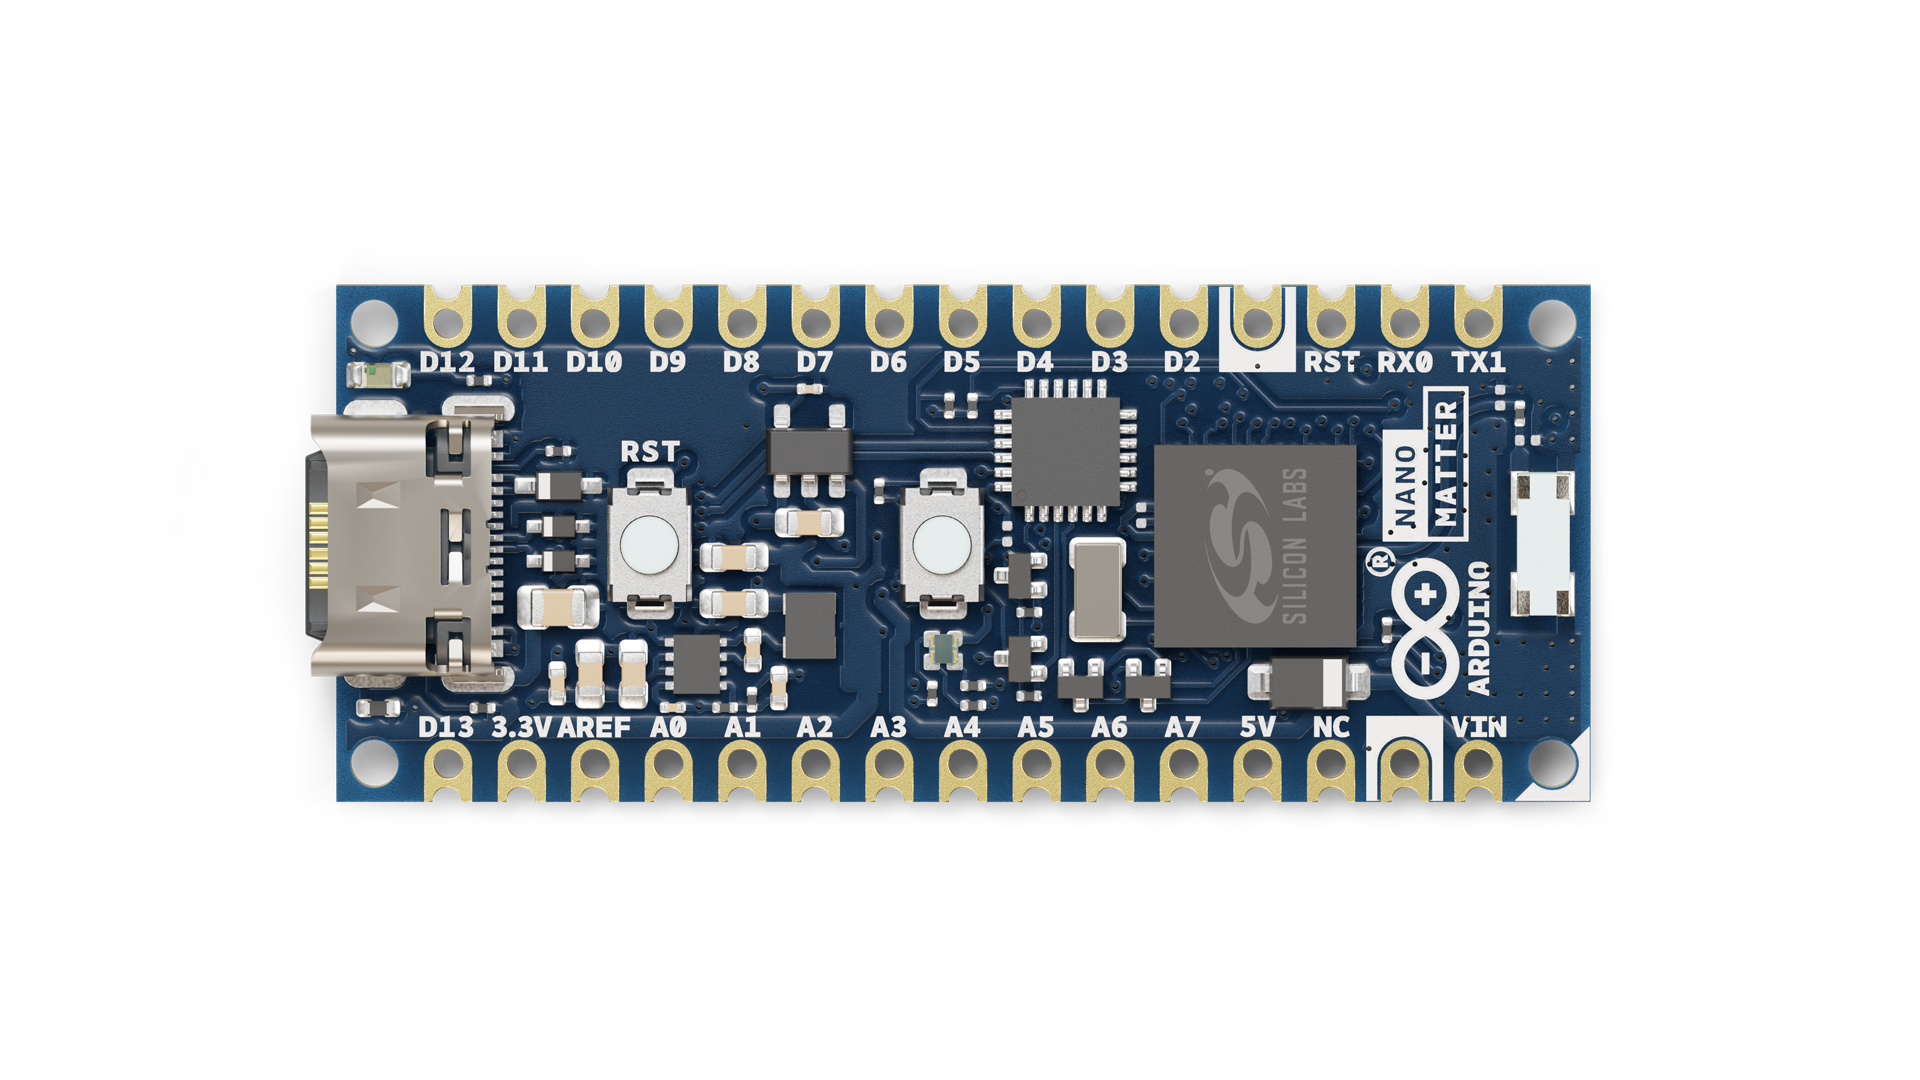 D12 D11 D10 D9 D8 D7 D6 D5 D4 D3 D2 RST RX0 TX1
RST
SILICON LABS
NANO
MATTER
®
ARDUINO
D13 3.3V AREF A0 A1 A2 A3 A4 A5 A6 A7 5V NC VIN